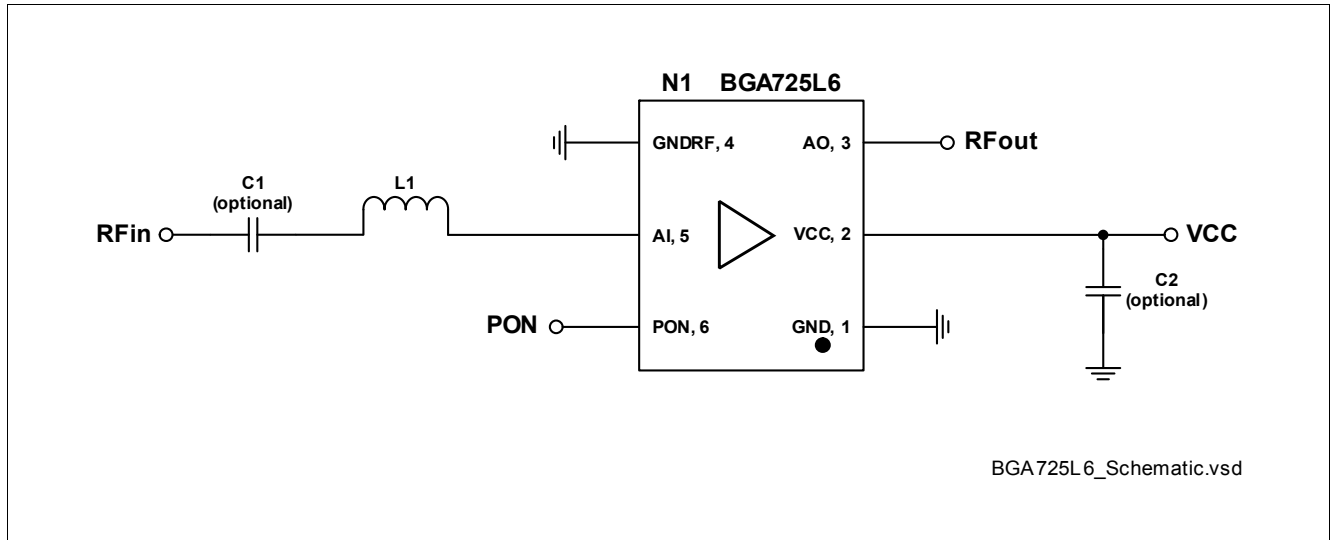 N1 BGA725L6
GNDRF, 4
AO, 3
RFout
C1
(optional)
L1
RFin
AI, 5
VCC, 2
VCC
C2
(optional)
PON
PON, 6
GND, 1
BGA725L6_Schematic.vsd